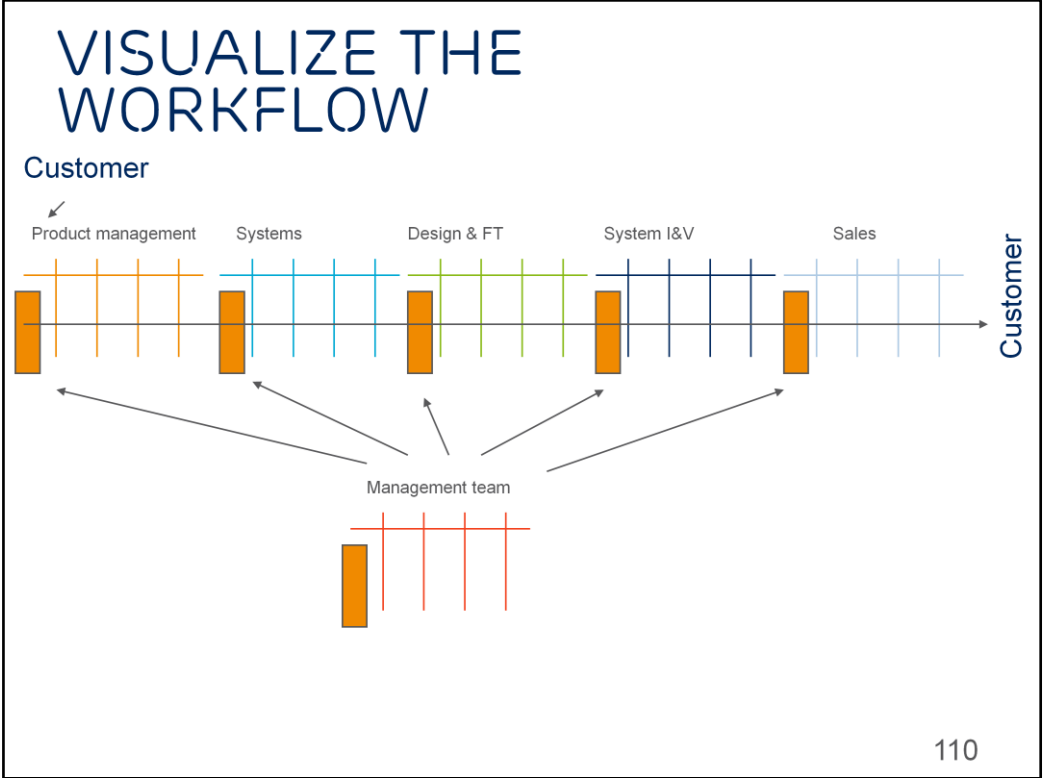 VISUALIZE THE
WORKFLOW
Customer
Product management
Systems
Design & FT
System I&V
Sales
Customer
Management team
110